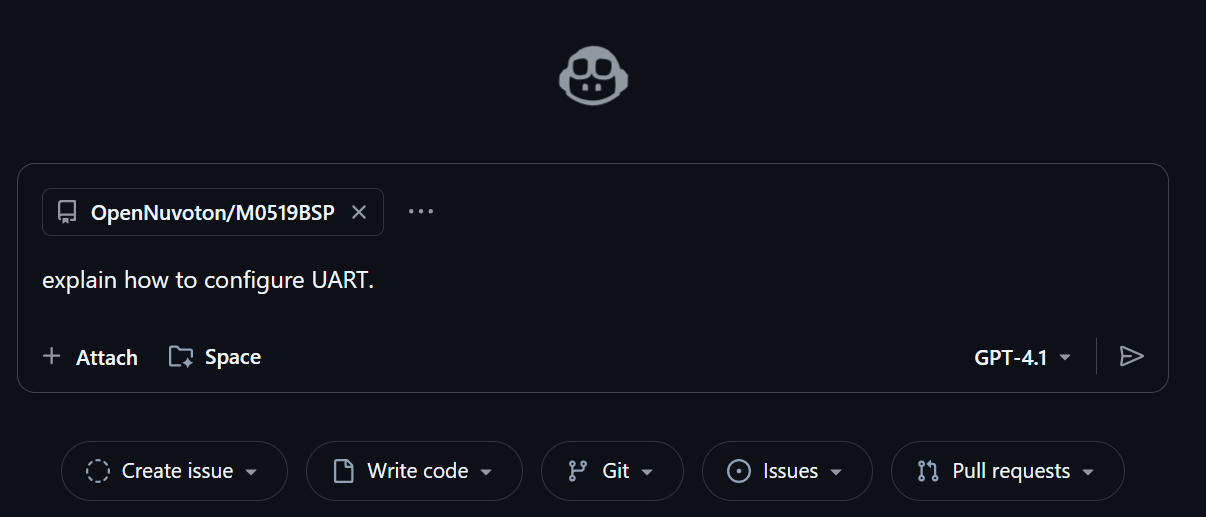 OpenNuvoton/M0519BSP
explain how to configure UART.
Attach Space GPT-4.1
Create issue Write code Git Issues Pull requests